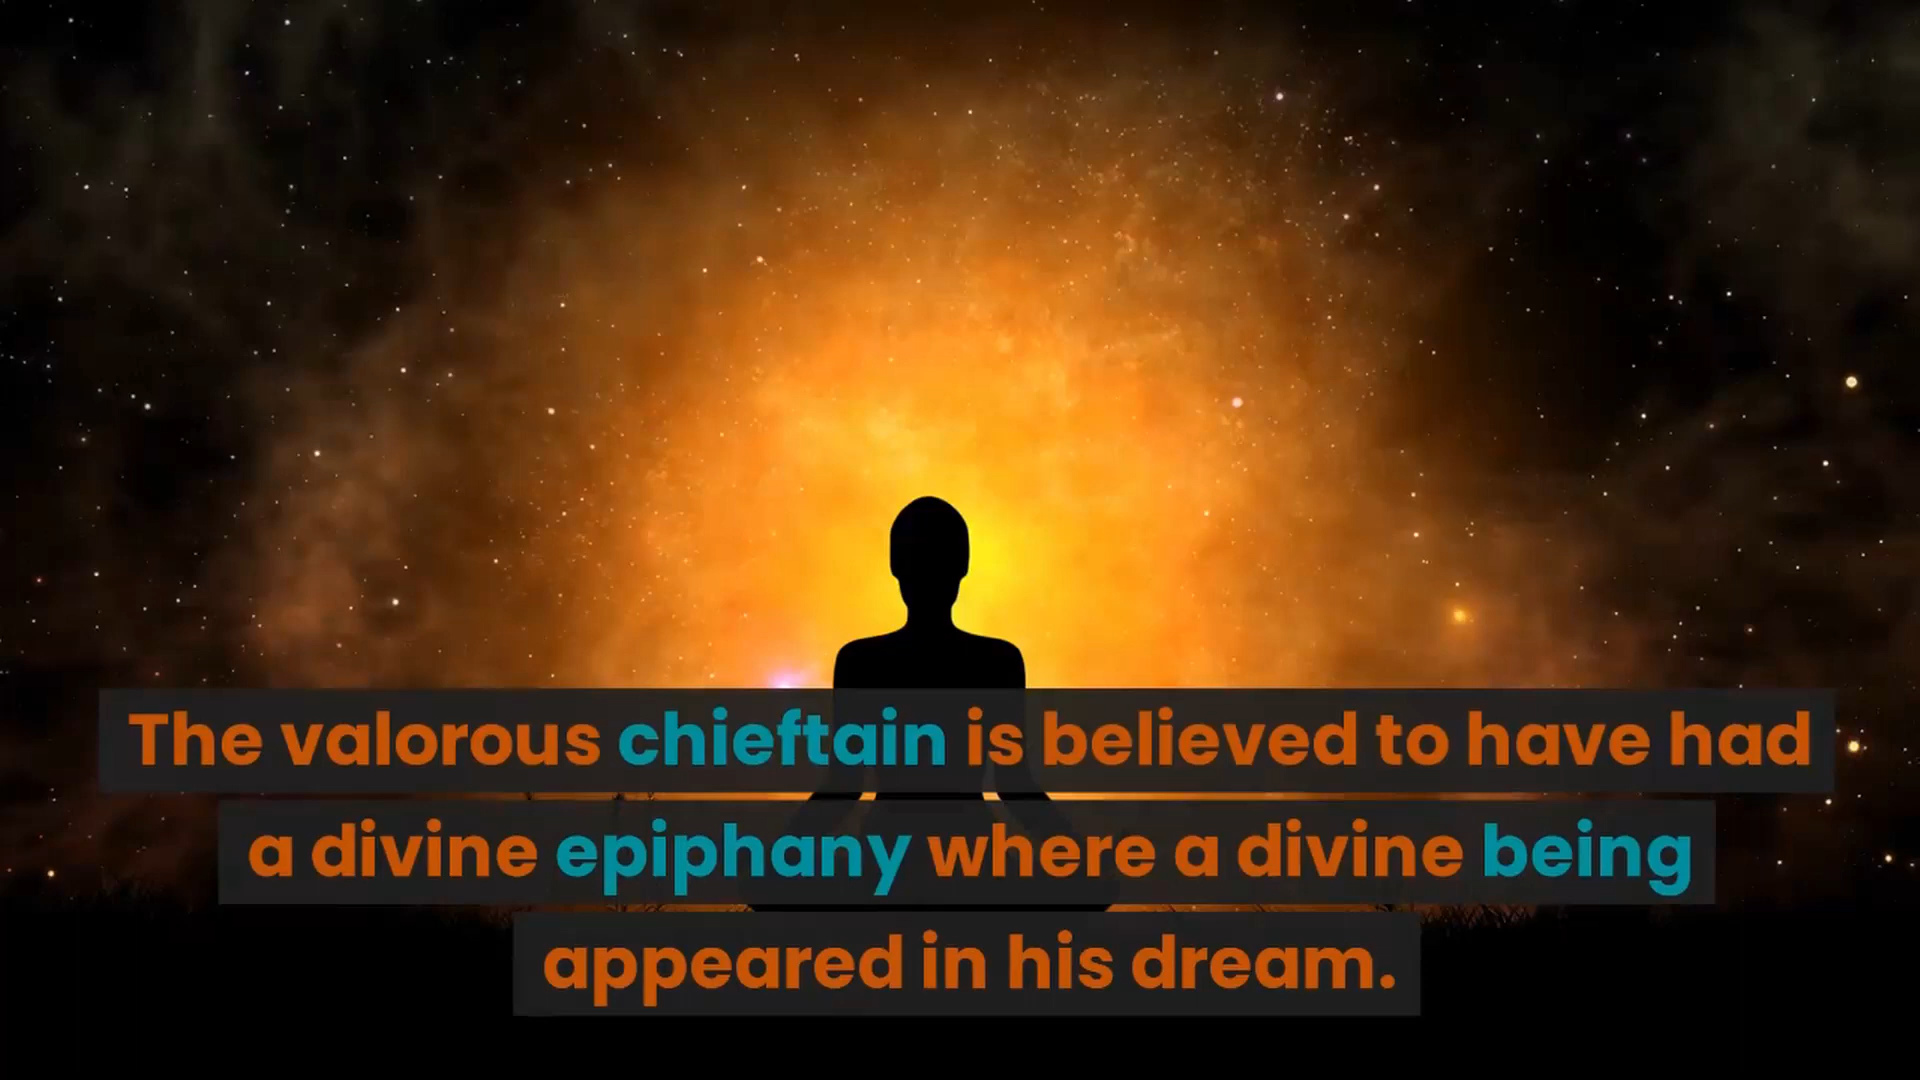 The valorous chieftain is believed to have had
a divine epiphany where a divine being
appeared in his dream.